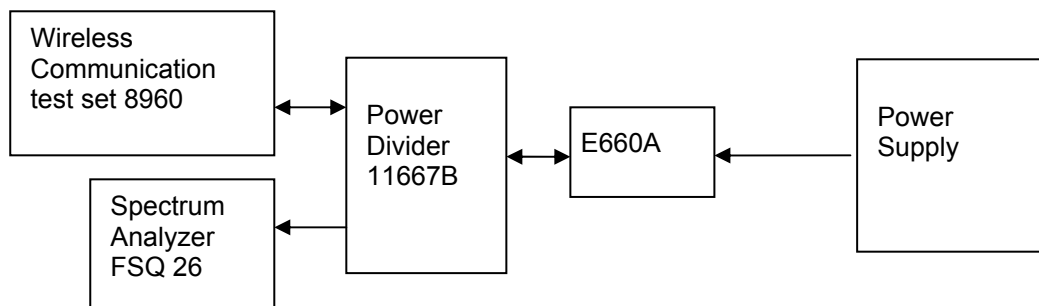 Wireless
Communication
test set 8960
Spectrum
Analyzer
FSQ 26
Power
Divider
11667B
E660A
Power
Supply